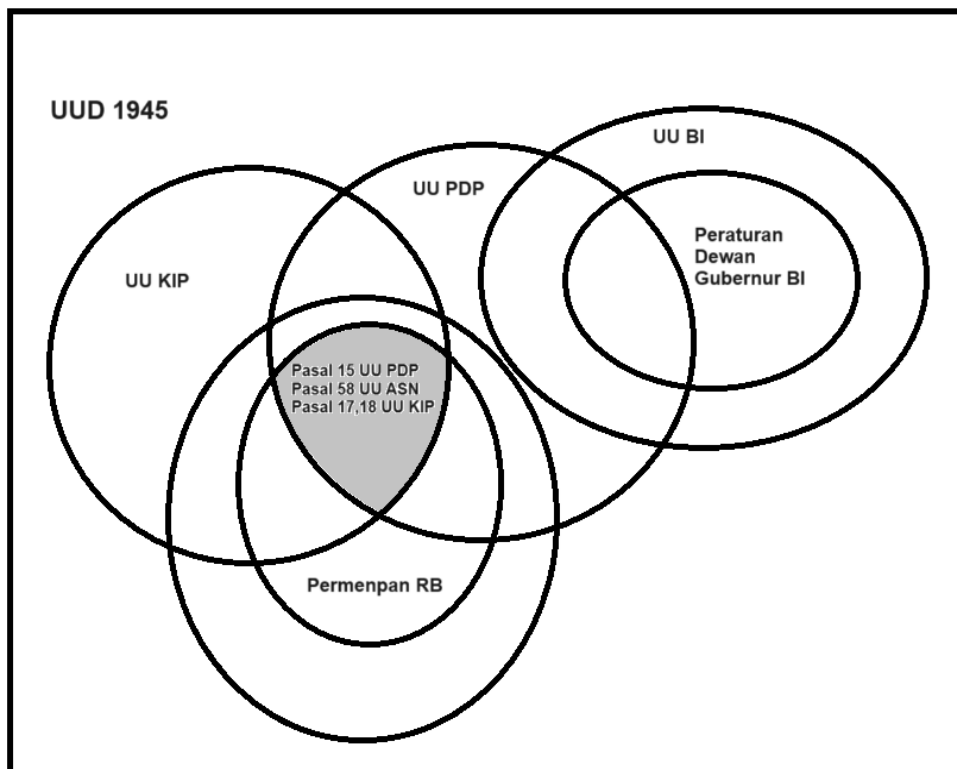 UUD 1945
UU BI
UU PDP
Peraturan
Dewan
Gubernur BI
UU KIP
Pasal 15 UU PDP
Pasal 58 UU ASN
Pasal 17,18 UU KIP
Permenpan RB